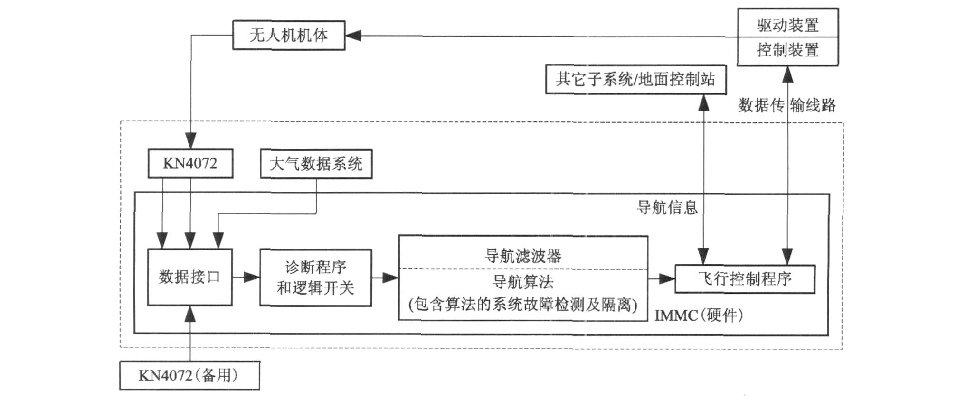 无人机机体
驱动装置
控制装置
其它子系统/地面控制站
数据传输线路
KN4072
大气数据系统
导航信息
数据接口
诊断程序
和逻辑开关
导航滤波器
导航算法
(包含算法的系统故障检测及隔离)
飞行控制程序
IMMC(硬件)
KN4072(备用)